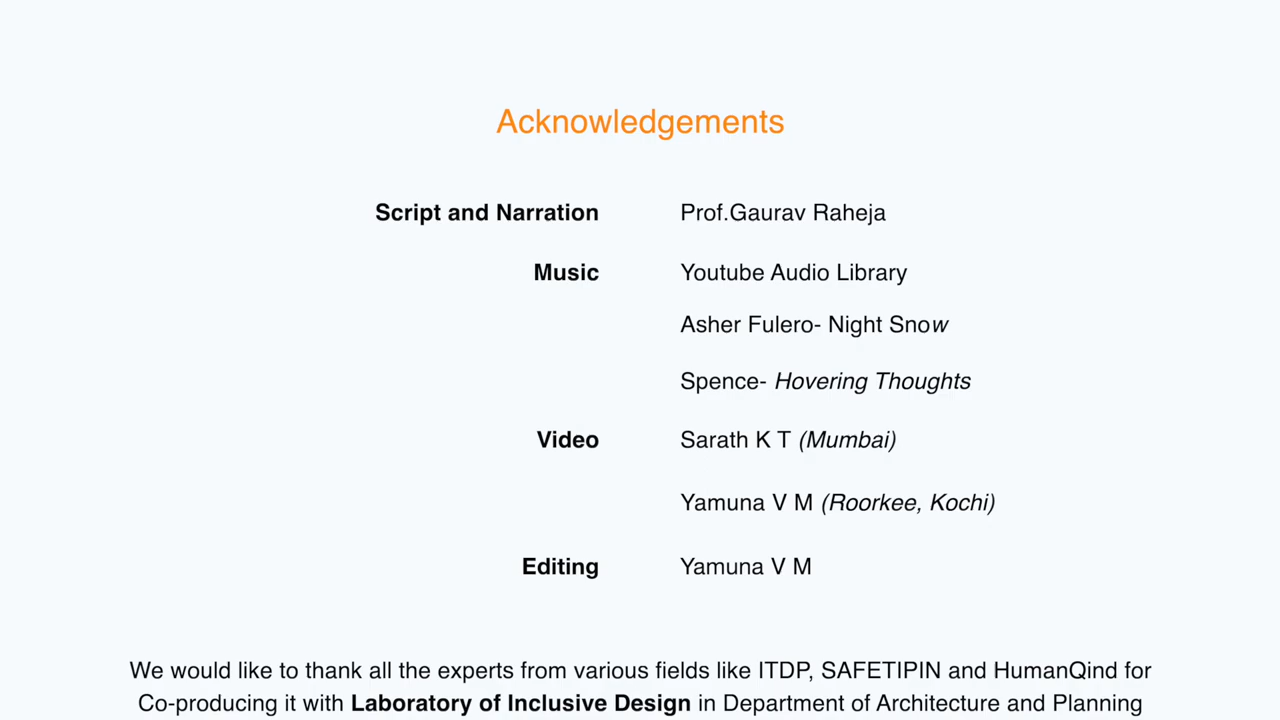 Acknowledgements
Script and Narration Prof.Gaurav Raheja
Music Youtube Audio Library
Asher Fulero- Night Snow
Spence- Hovering Thoughts
Video Sarath K T (Mumbai)
Yamuna V M (Roorkee, Kochi)
Editing Yamuna V M
We would like to thank all the experts from various fields like ITDP, SAFETIPIN and HumanQind for
Co-producing it with Laboratory of Inclusive Design in Department of Architecture and Planning